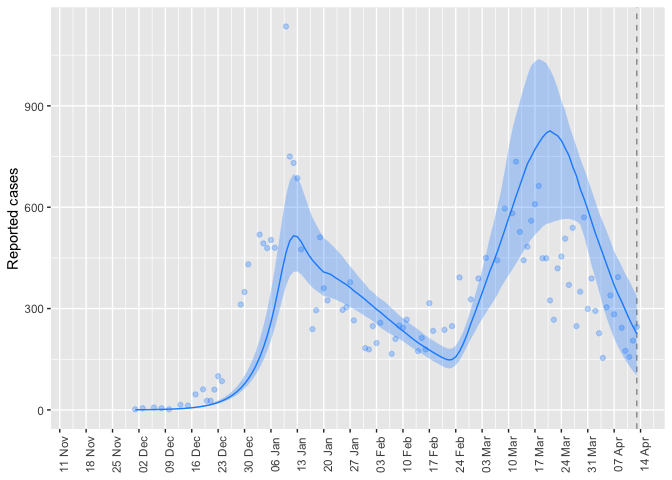 Reported cases
900
600
300
0
11 Nov
18 Nov
25 Nov
02 Dec
09 Dec
16 Dec
23 Dec
30 Dec
06 Jan
13 Jan
20 Jan
27 Jan
03 Feb
10 Feb
17 Feb
24 Feb
03 Mar
10 Mar
17 Mar
24 Mar
31 Mar
07 Apr
14 Apr